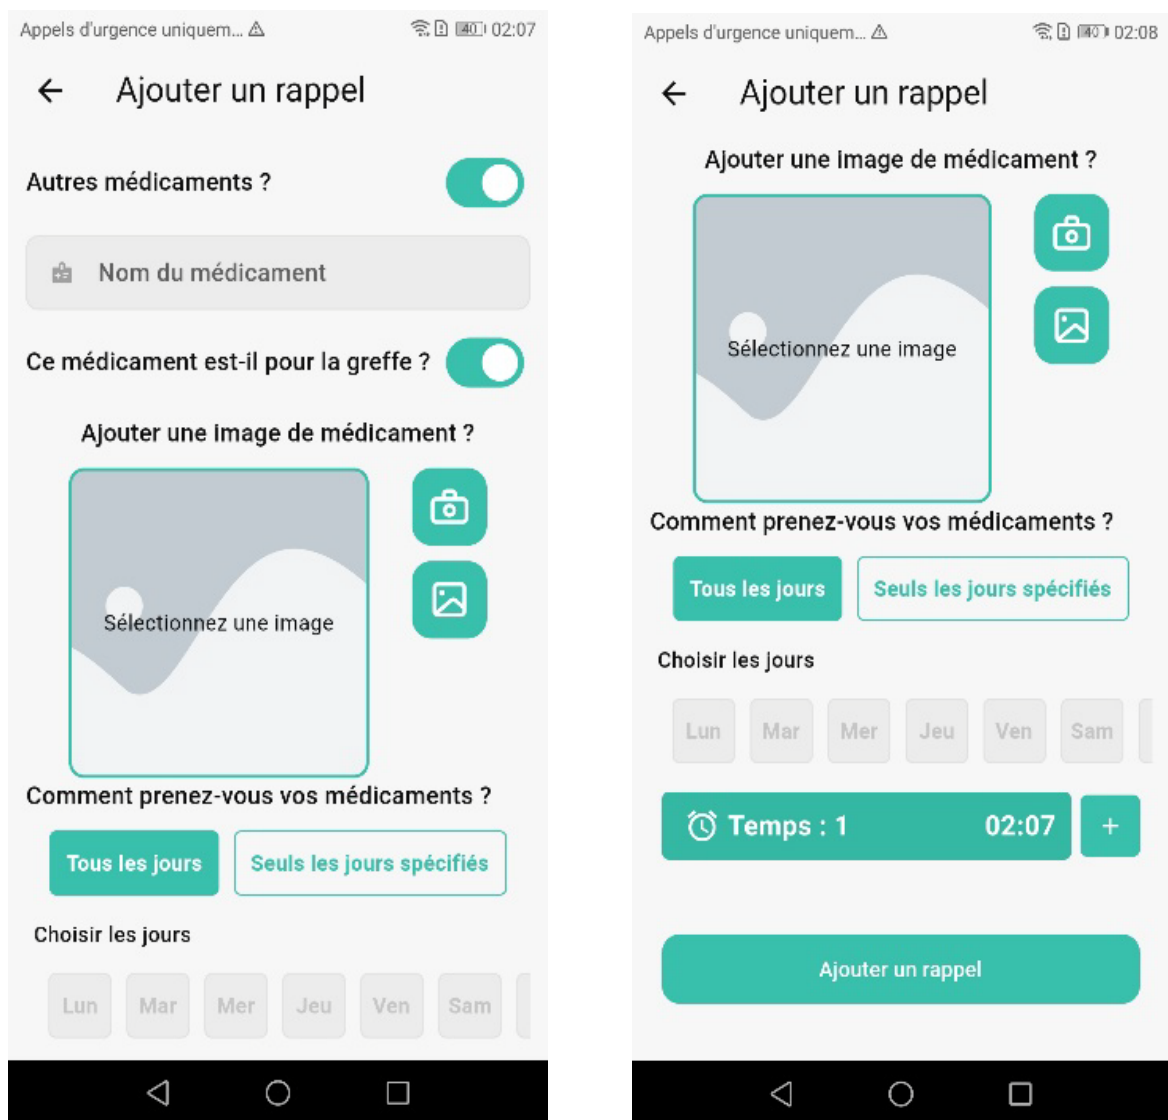 Appels d'urgence uniquem... 40 02:07
Ajouter un rappel
Autres médicaments ?
Nom du médicament
Ce médicament est-il pour la greffe ?
Ajouter une image de médicament ?
Sélectionnez une image
Comment prenez-vous vos médicaments ?
Tous les jours Seuls les jours spécifiés
Choisir les jours
Lun Mar Mer Jeu Ven Sam
Appels d'urgence uniquem... 40 02:08
Ajouter un rappel
Ajouter une image de médicament ?
Sélectionnez une image
Comment prenez-vous vos médicaments ?
Tous les jours Seuls les jours spécifiés
Choisir les jours
Lun Mar Mer Jeu Ven Sam
Temps : 1 02:07 +
Ajouter un rappel